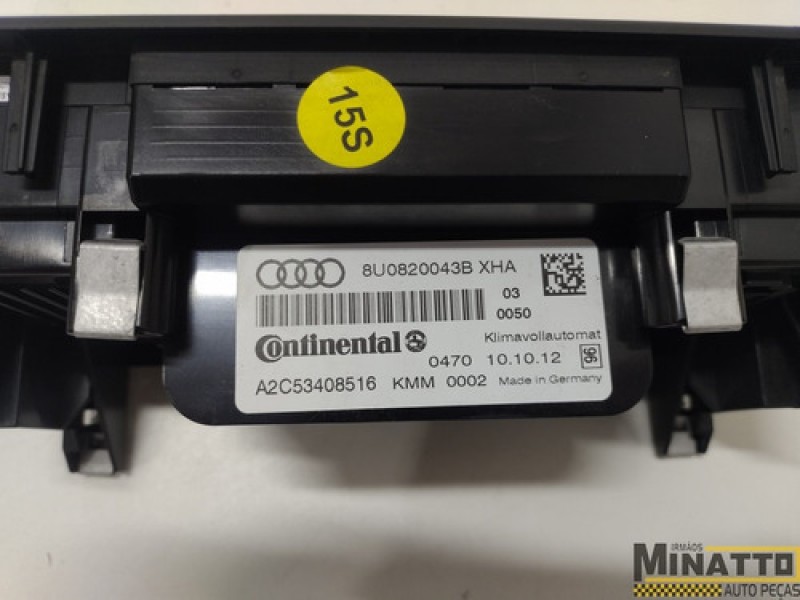 15S
8U0820043B XHA
03
0050
Continental
Klimavollautomat
0470 10.10.12
96
A2C53408516 KMM 0002 Made in Germany
IRMÃOS
MINATTO
AUTO PEÇAS